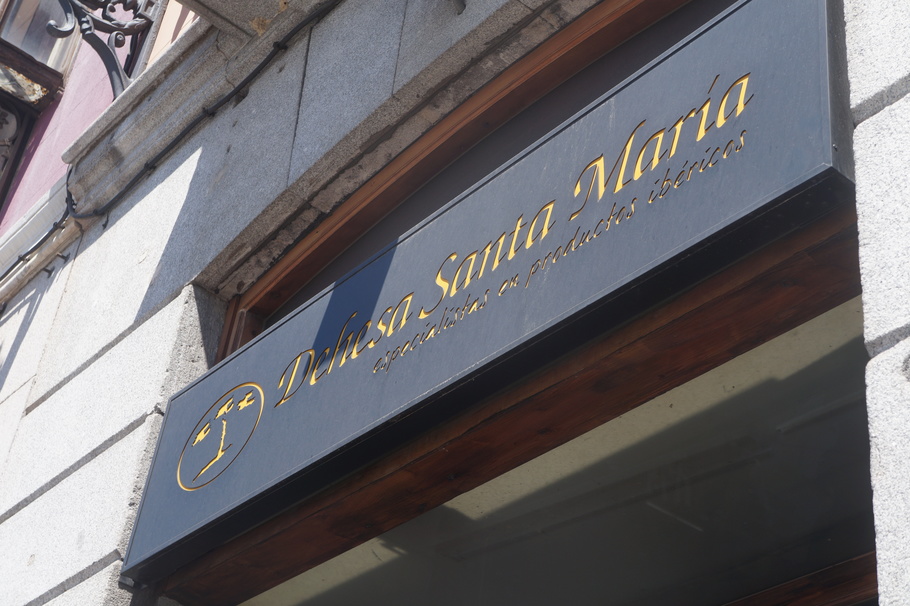 Dehesa Santa María
especialistas en productos ibéricos